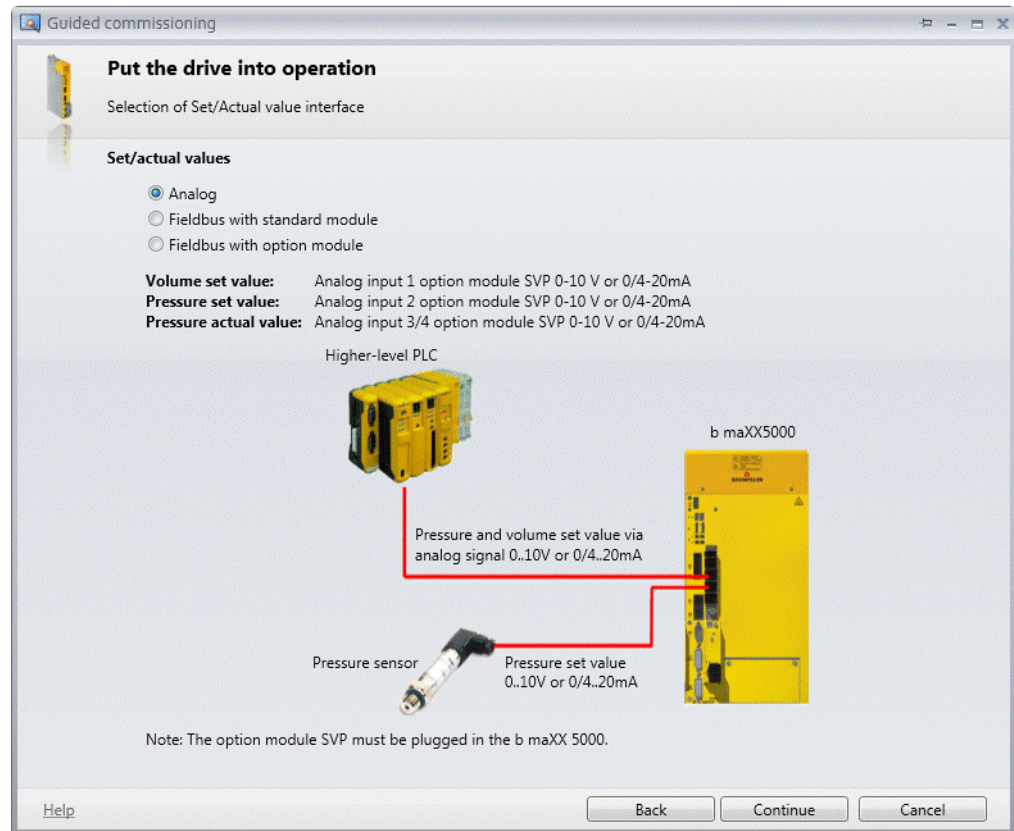 Guided commissioning
Put the drive into operation
Selection of Set/Actual value interface
Set/actual values
Analog
Fieldbus with standard module
Fieldbus with option module
Volume set value: Analog input 1 option module SVP 0-10 V or 0/4-20mA
Pressure set value: Analog input 2 option module SVP 0-10 V or 0/4-20mA
Pressure actual value: Analog input 3/4 option module SVP 0-10 V or 0/4-20mA
Higher-level PLC
b maXX5000
Pressure and volume set value via
analog signal 0..10V or 0/4..20mA
Pressure sensor
Pressure set value
0..10V or 0/4..20mA
Note: The option module SVP must be plugged in the b maXX 5000.
Help
Back
Continue
Cancel